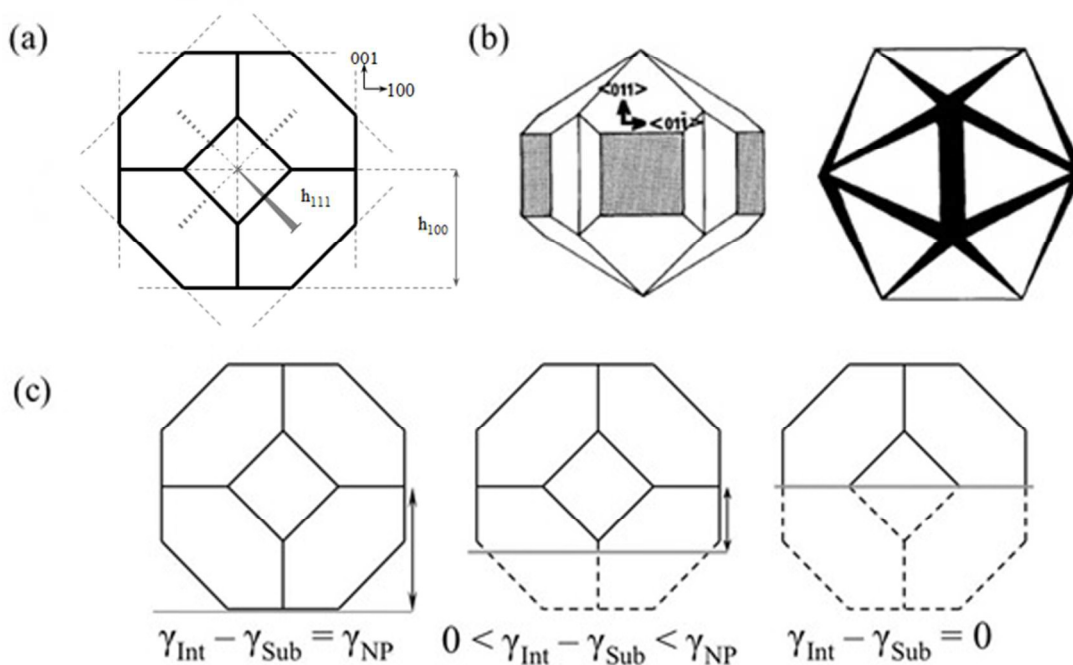 (a)
001
100
h₁₁₁
h₁₀₀
(b)
<011>
<011̄>
(c)
γInt – γSub = γNP
0 < γInt – γSub < γNP
γInt – γSub = 0